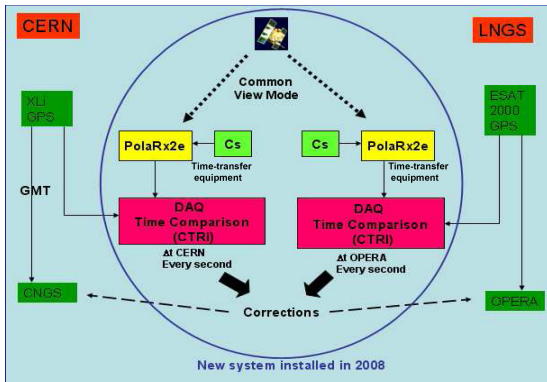 CERN
LNGS
Common
View Mode
XLi
GPS
ESAT
2000
GPS
PolaRx2e
Cs
Cs
PolaRx2e
Time-transfer
equipment
Time-transfer
equipment
GMT
DAQ
Time Comparison
(CTRI)
DAQ
Time Comparison
(CTRI)
Δt CERN
Every second
Δt OPERA
Every second
CNGS
Corrections
OPERA
New system installed in 2008